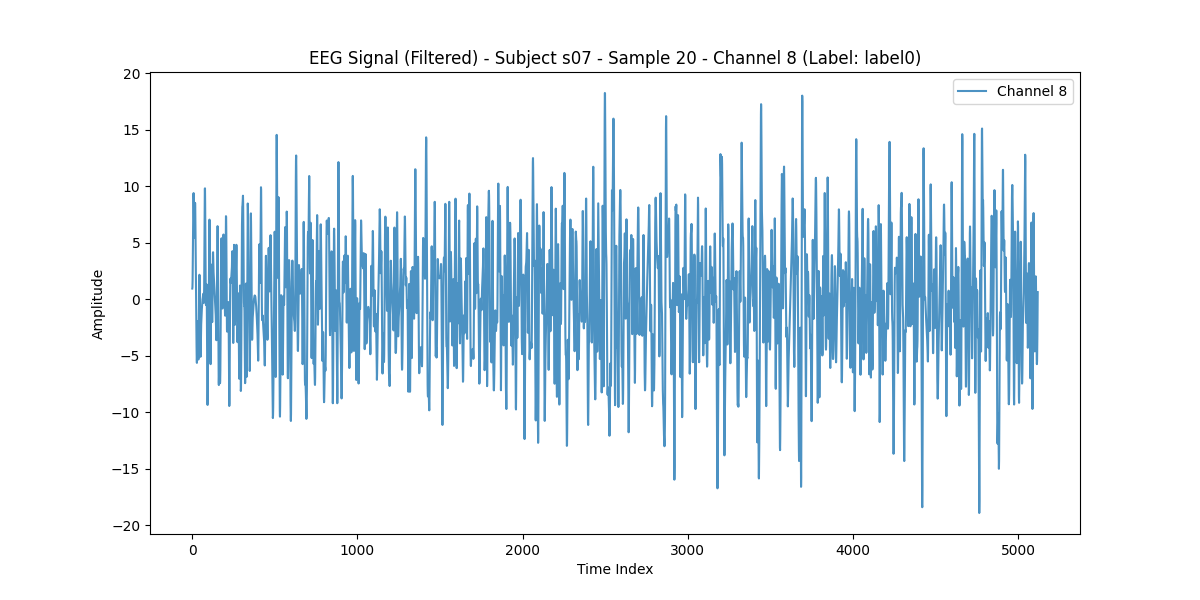 EEG Signal (Filtered) - Subject s07 - Sample 20 - Channel 8 (Label: label0)
Channel 8
20
15
10
5
0
−5
−10
−15
−20
Amplitude
0 1000 2000 3000 4000 5000
Time Index